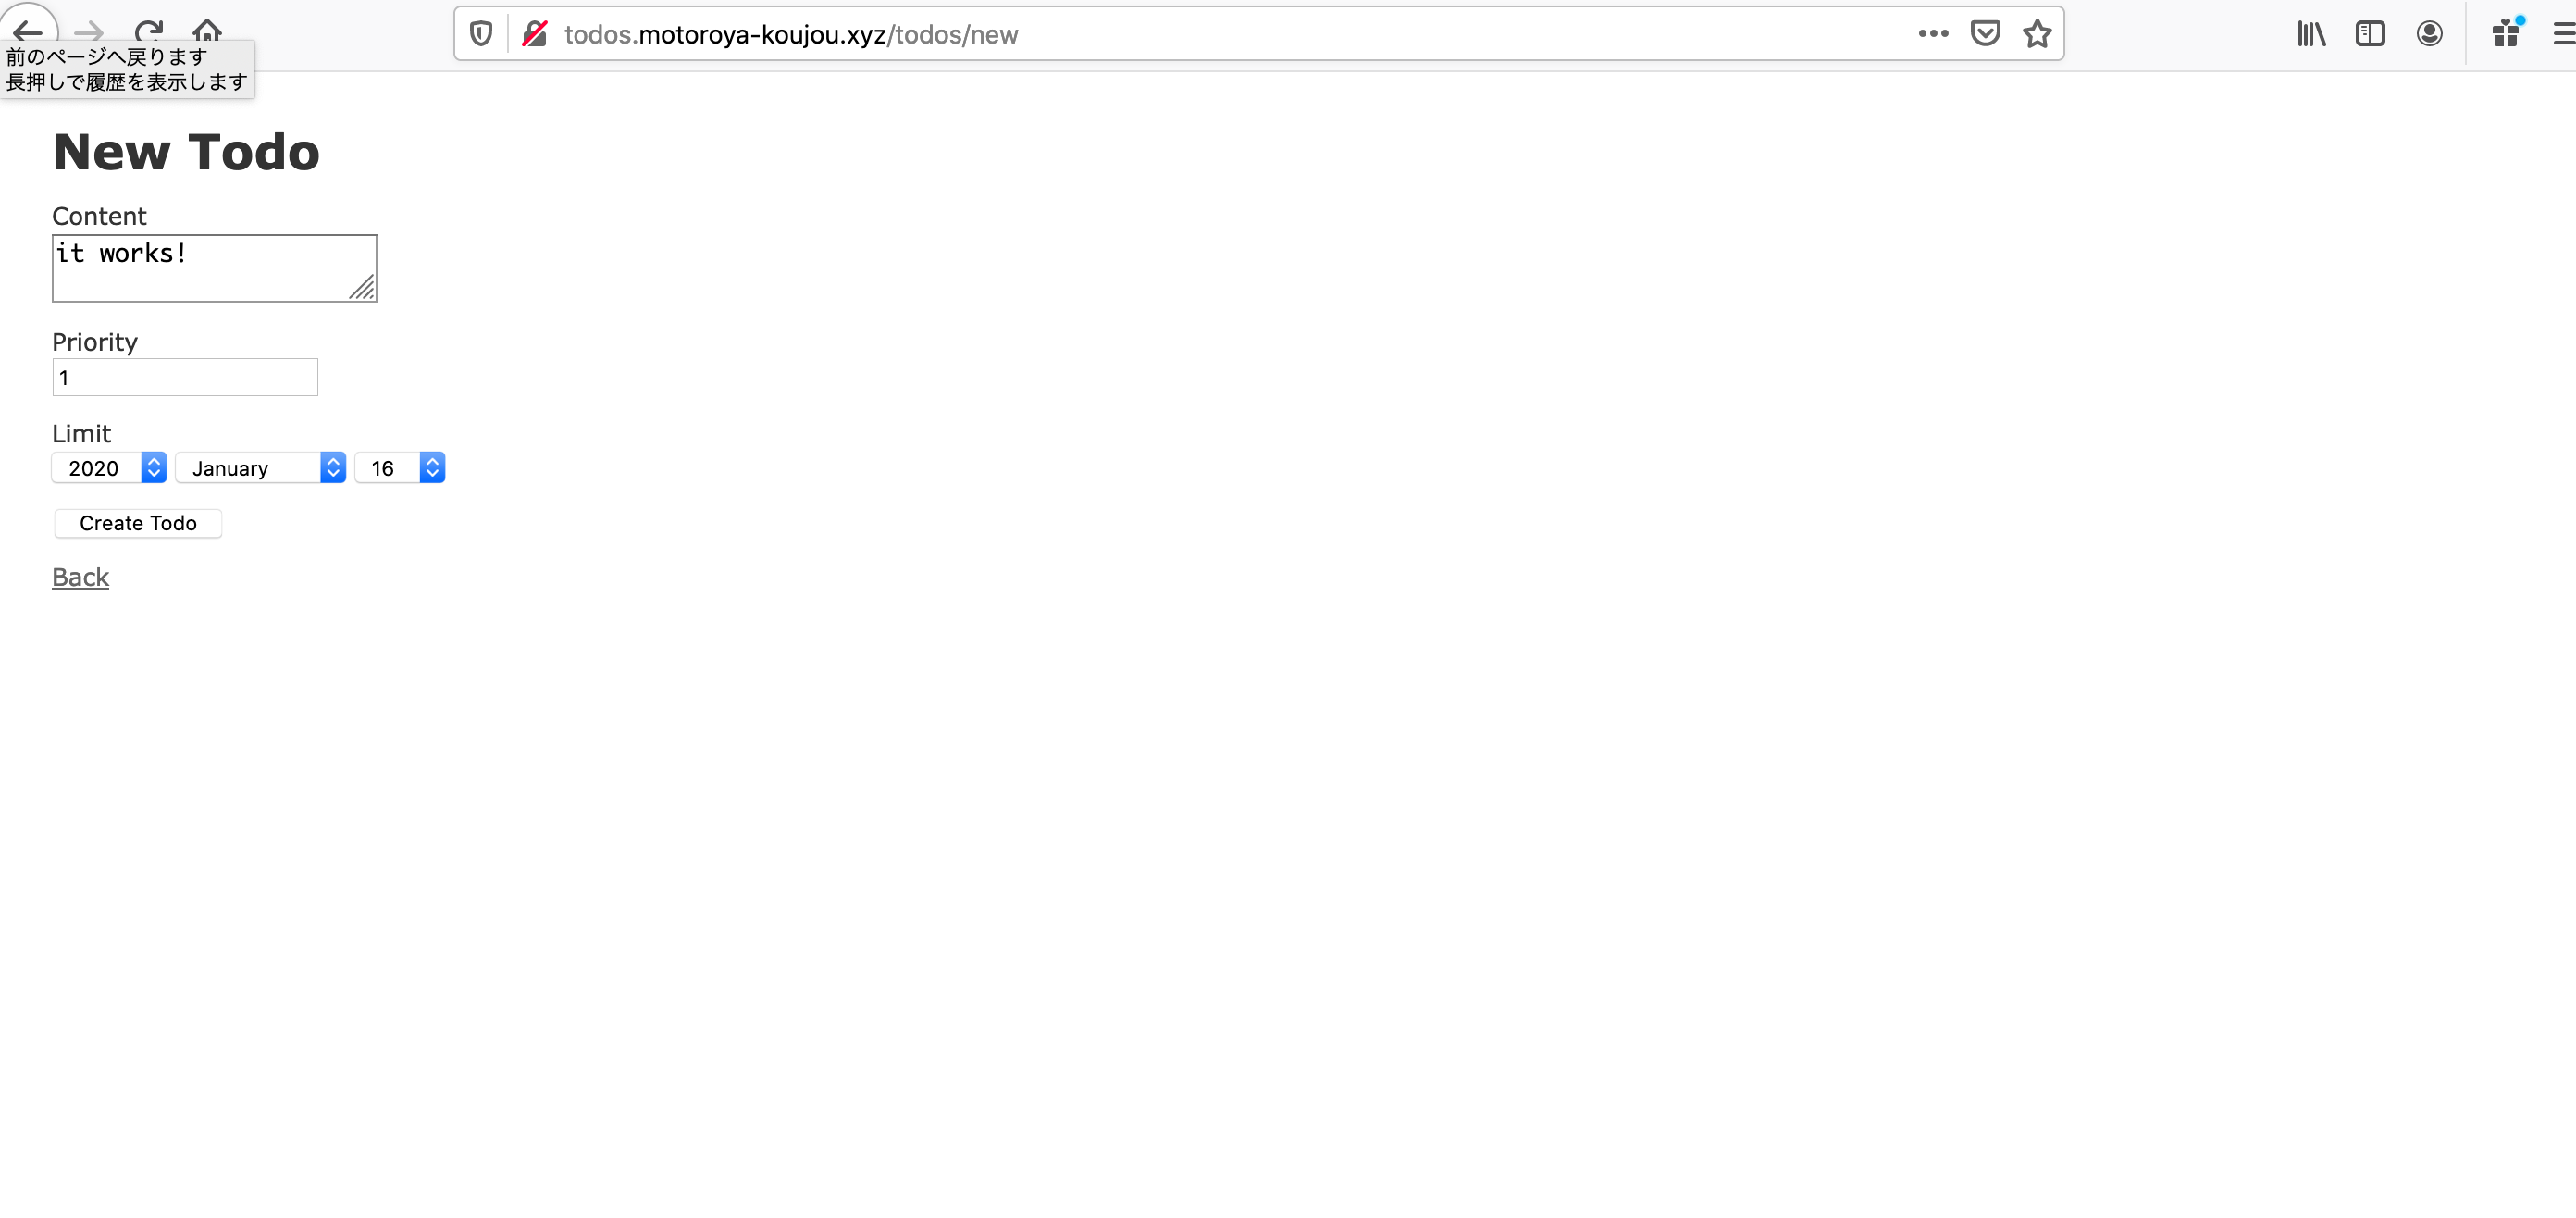 todos.motoroya-koujou.xyz/todos/new
前のページへ戻ります
長押しで履歴を表示します
New Todo
Content
it works!
Priority
1
Limit
2020 January 16
Create Todo
Back